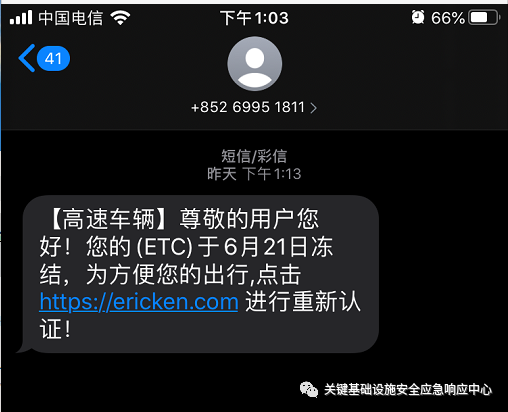 中国电信 下午1:03 66%
41
+852 6995 1811
短信/彩信
昨天 下午1:13
【高速车辆】尊敬的用户您
好！您的(ETC)于6月21日冻
结，为方便您的出行,点击
https://ericken.com 进行重新认
证！
关键基础设施安全应急响应中心